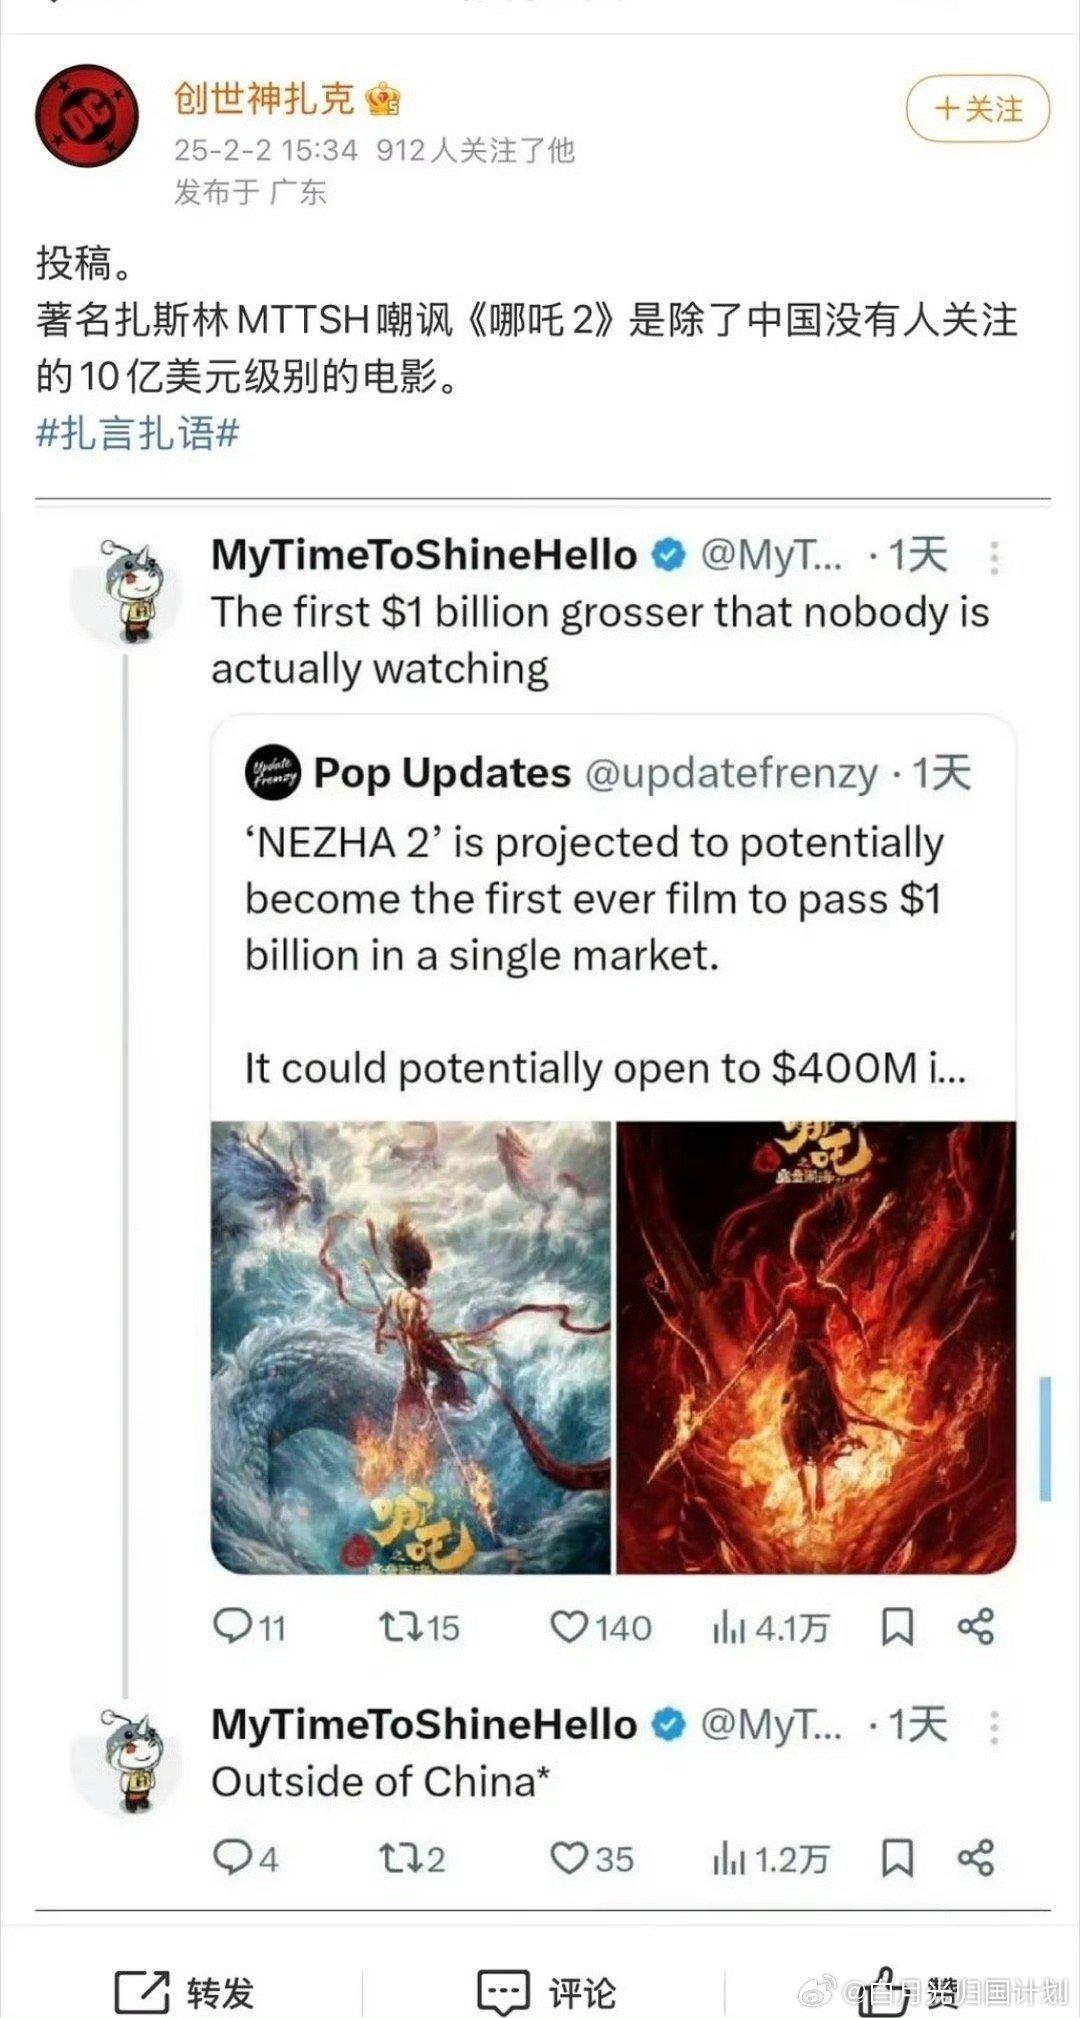 创世神扎克
25-2-2 15:34 912人关注了他
发布于 广东
+关注
投稿。
著名扎斯林MTTSH嘲讽《哪吒2》是除了中国没有人关注
的10亿美元级别的电影。
#扎言扎语#
MyTimeToShineHello @MyT... · 1天
The first $1 billion grosser that nobody is
actually watching
Update
Frenzy
Pop Updates @updatefrenzy · 1天
‘NEZHA 2’ is projected to potentially
become the first ever film to pass $1
billion in a single market.
It could potentially open to $400M i...
哪吒
之
哪吒
之
11 15 140 4.1万
MyTimeToShineHello @MyT... · 1天
Outside of China*
4 2 35 1.2万
转发 评论 赞
@白月光归国计划